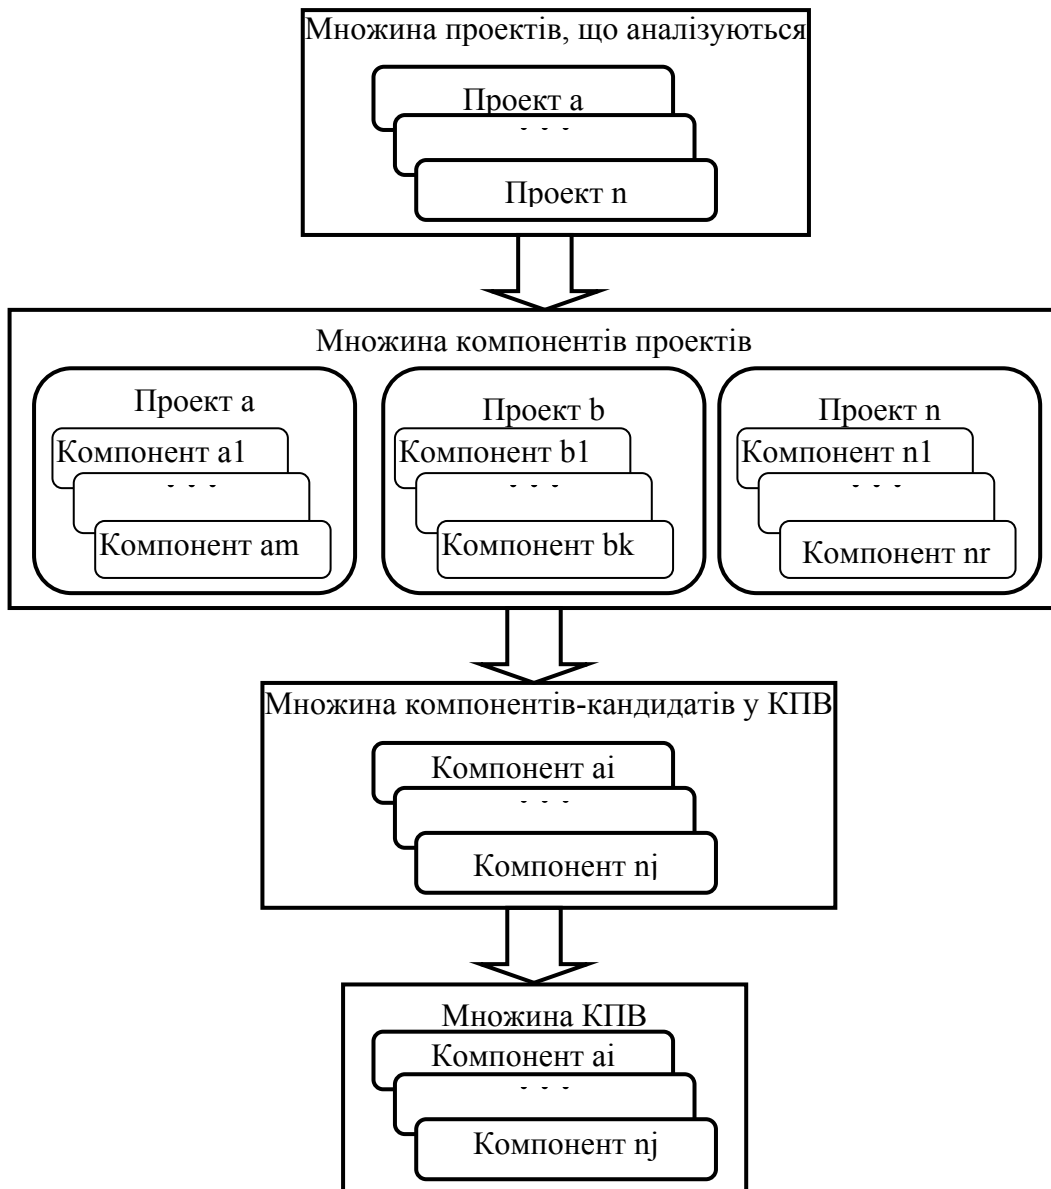 Множина проектів, що аналізуються
Проект a
- - -
Проект n
Множина компонентів проектів
Проект a
Компонент a1
- - -
Компонент am
Проект b
Компонент b1
- - -
Компонент bk
Проект n
Компонент n1
- - -
Компонент nr
Множина компонентів-кандидатів у КПВ
Компонент ai
- - -
Компонент nj
Множина КПВ
Компонент ai
- - -
Компонент nj